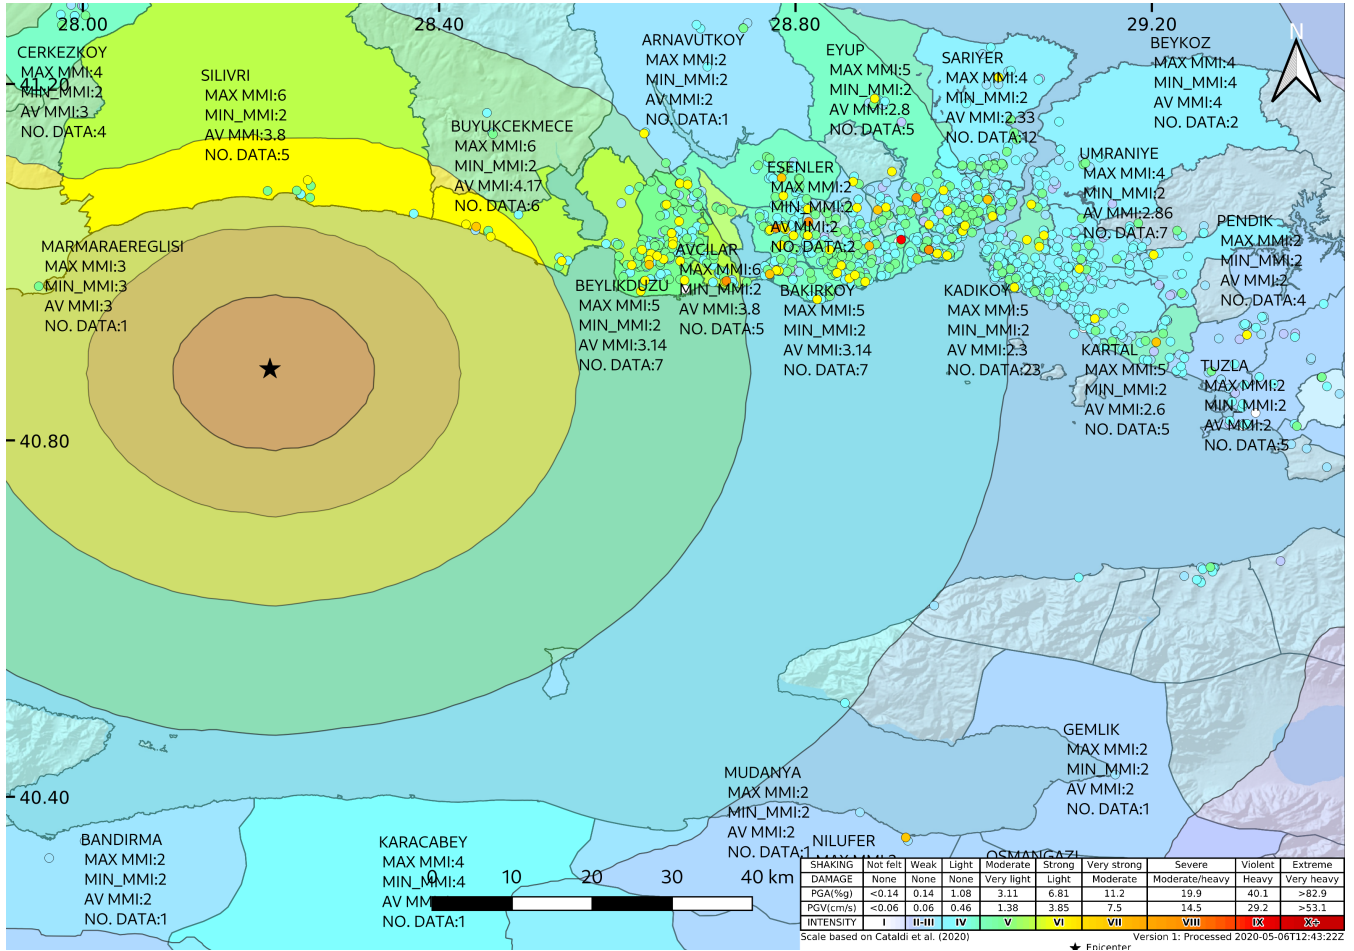 28.00
28.40
28.80
29.20
N
41.20
40.80
40.40
CERKEZKOY
MAX MMI:4
MIN_MMI:2
AV MMI:3
NO. DATA:4
SILIVRI
MAX MMI:6
MIN_MMI:2
AV MMI:3.8
NO. DATA:5
BUYUKCEKMECE
MAX MMI:6
MIN_MMI:2
AV MMI:4.17
NO. DATA:6
ARNAVUTKOY
MAX MMI:2
MIN_MMI:2
AV MMI:2
NO. DATA:1
EYUP
MAX MMI:5
MIN_MMI:2
AV MMI:2.8
NO. DATA:5
SARIYER
MAX MMI:4
MIN_MMI:2
AV MMI:2.33
NO. DATA:12
BEYKOZ
MAX MMI:4
MIN_MMI:4
AV MMI:4
NO. DATA:2
ESENLER
MAX MMI:2
MIN_MMI:2
AV MMI:2
NO. DATA:2
UMRANIYE
MAX MMI:4
MIN_MMI:2
AV MMI:2.86
NO. DATA:7
PENDIK
MAX MMI:2
MIN_MMI:2
AV MMI:2
NO. DATA:4
MARMARAEREGLISI
MAX MMI:3
MIN_MMI:3
AV MMI:3
NO. DATA:1
BEYLIKDUZU
MAX MMI:5
MIN_MMI:2
AV MMI:3.14
NO. DATA:7
AVCILAR
MAX MMI:6
MIN_MMI:2
AV MMI:3.8
NO. DATA:5
BAKIRKOY
MAX MMI:5
MIN_MMI:2
AV MMI:3.14
NO. DATA:7
KADIKOY
MAX MMI:5
MIN_MMI:2
AV MMI:2.3
NO. DATA:23
KARTAL
MAX MMI:5
MIN_MMI:2
AV MMI:2.6
NO. DATA:5
TUZLA
MAX MMI:2
MIN_MMI:2
AV MMI:2
NO. DATA:5
GEMLIK
MAX MMI:2
MIN_MMI:2
AV MMI:2
NO. DATA:1
MUDANYA
MAX MMI:2
MIN_MMI:2
AV MMI:2
NO. DATA:1
NILUFER
OSMANGAZI
BANDIRMA
MAX MMI:2
MIN_MMI:2
AV MMI:2
NO. DATA:1
KARACABEY
MAX MMI:4
MIN_MMI:4
AV MM
NO. DATA:1
0 10 20 30 40 km
SHAKING Not felt Weak Light Moderate Strong Very strong Severe Violent Extreme
DAMAGE None None None Very light Light Moderate Moderate/heavy Heavy Very heavy
PGA(%g) <0.14 0.14 1.08 3.11 6.81 11.2 19.9 40.1 >82.9
PGV(cm/s) <0.06 0.06 0.46 1.38 3.85 7.5 14.5 29.2 >53.1
INTENSITY I II-III IV V VI VII VIII IX X+
Scale based on Cataldi et al. (2020) Version 1: Processed 2020-05-06T12:43:22Z
Epicenter